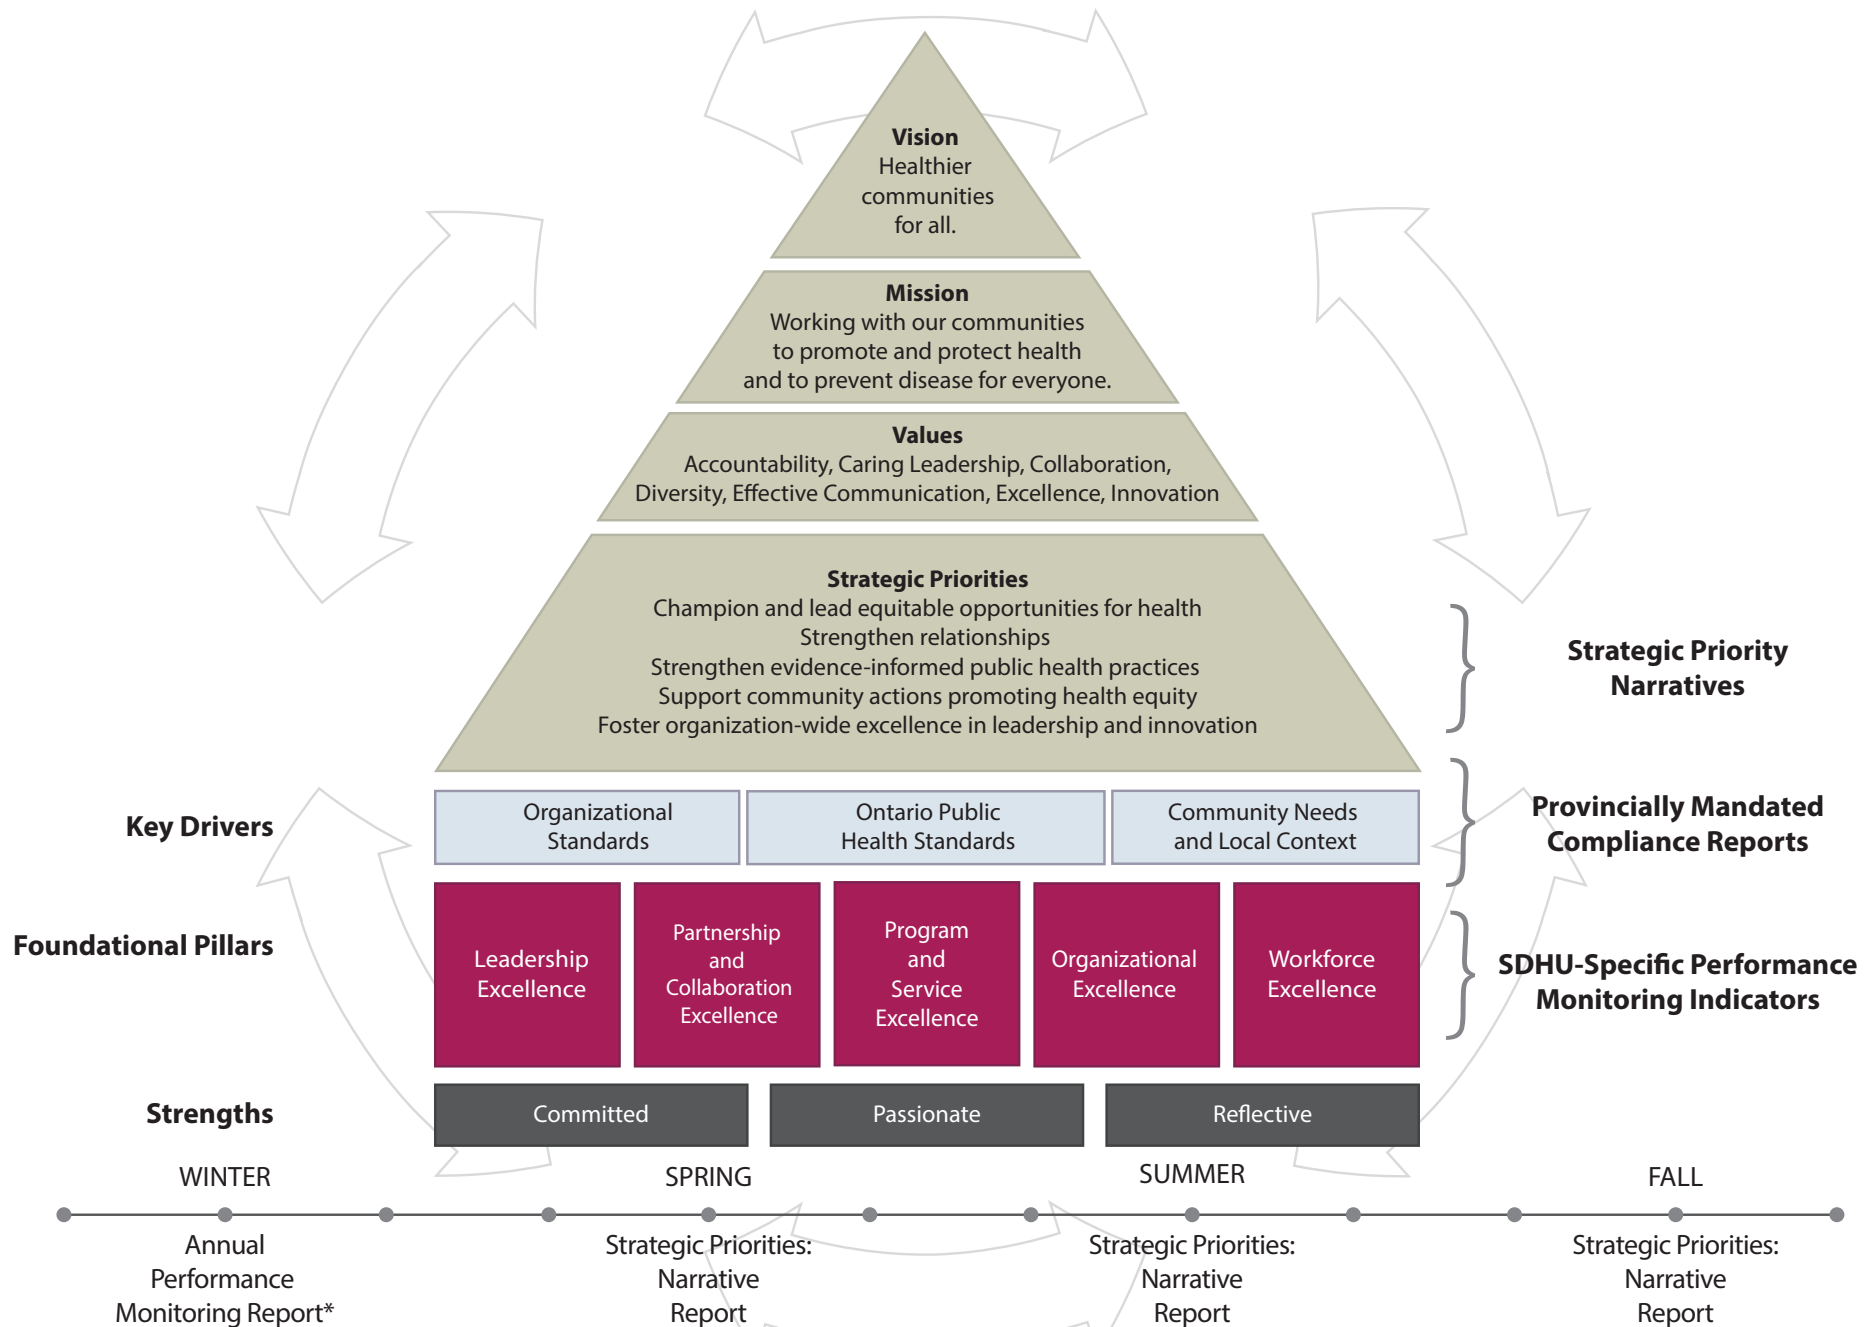 Vision
Healthier
communities
for all.
Mission
Working with our communities
to promote and protect health
and to prevent disease for everyone.
Values
Accountability, Caring Leadership, Collaboration,
Diversity, Effective Communication, Excellence, Innovation
Strategic Priorities
Champion and lead equitable opportunities for health
Strengthen relationships
Strengthen evidence-informed public health practices
Support community actions promoting health equity
Foster organization-wide excellence in leadership and innovation
Strategic Priority
Narratives
Key Drivers
Organizational
Standards
Ontario Public
Health Standards
Community Needs
and Local Context
Provincially Mandated
Compliance Reports
Foundational Pillars
Leadership
Excellence
Partnership
and
Collaboration
Excellence
Program
and
Service
Excellence
Organizational
Excellence
Workforce
Excellence
SDHU-Specific Performance
Monitoring Indicators
Strengths
Committed
Passionate
Reflective
WINTER
SPRING
SUMMER
FALL
Annual
Performance
Monitoring Report*
Strategic Priorities:
Narrative
Report
Strategic Priorities:
Narrative
Report
Strategic Priorities:
Narrative
Report